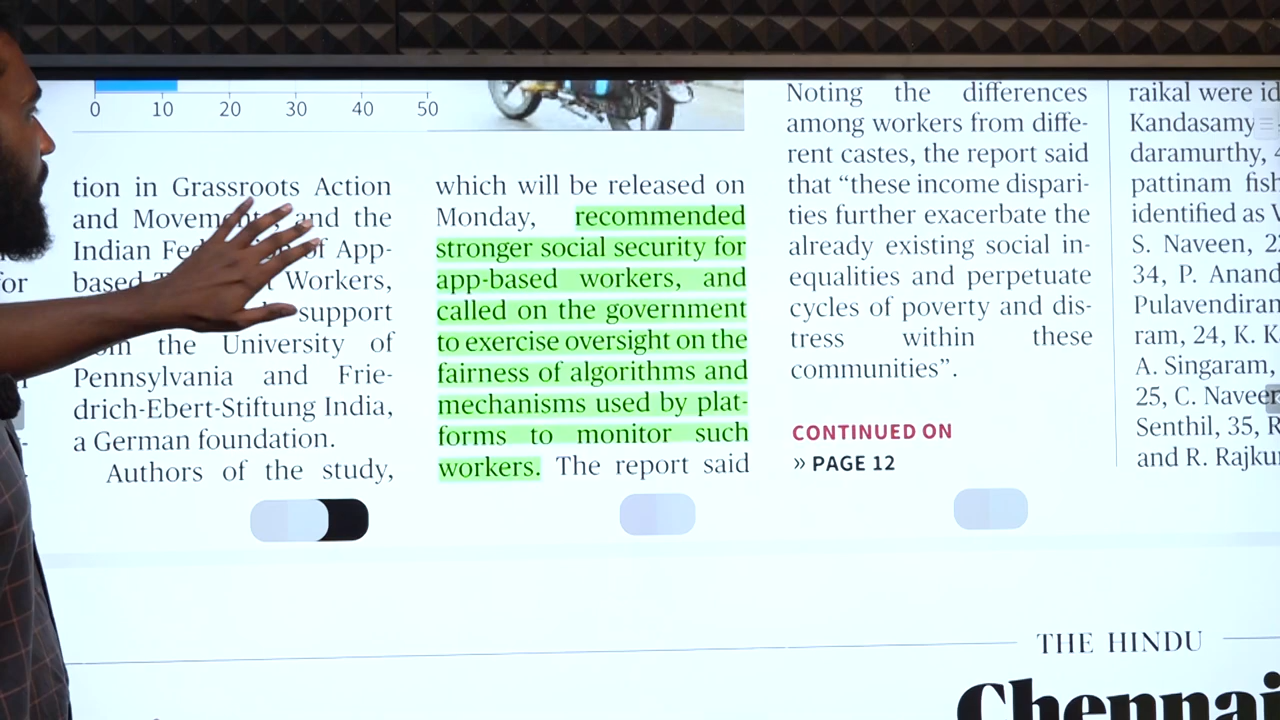 0 10 20 30 40 50
tion in Grassroots Action
and and the
Indian of App-
based Workers,
support
the University of
Pennsylvania and Frie-
drich-Ebert-Stiftung India,
a German foundation.
Authors of the study,
which will be released on
Monday, recommended
stronger social security for
app-based workers, and
called on the government
to exercise oversight on the
fairness of algorithms and
mechanisms used by plat-
forms to monitor such
workers. The report said
Noting the differences
among workers from diffe-
rent castes, the report said
that “these income dispari-
ties further exacerbate the
already existing social in-
equalities and perpetuate
cycles of poverty and dis-
tress within these
communities”.
CONTINUED ON
» PAGE 12
raikal were
Kandasamy
daramurthy,
pattinam
identified as
S. Naveen,
34, P. Anand
Pulavendiran
ram, 24, K.
A. Singaram,
25, C.
Senthil, 35,
and R.
THE HINDU
Chennai